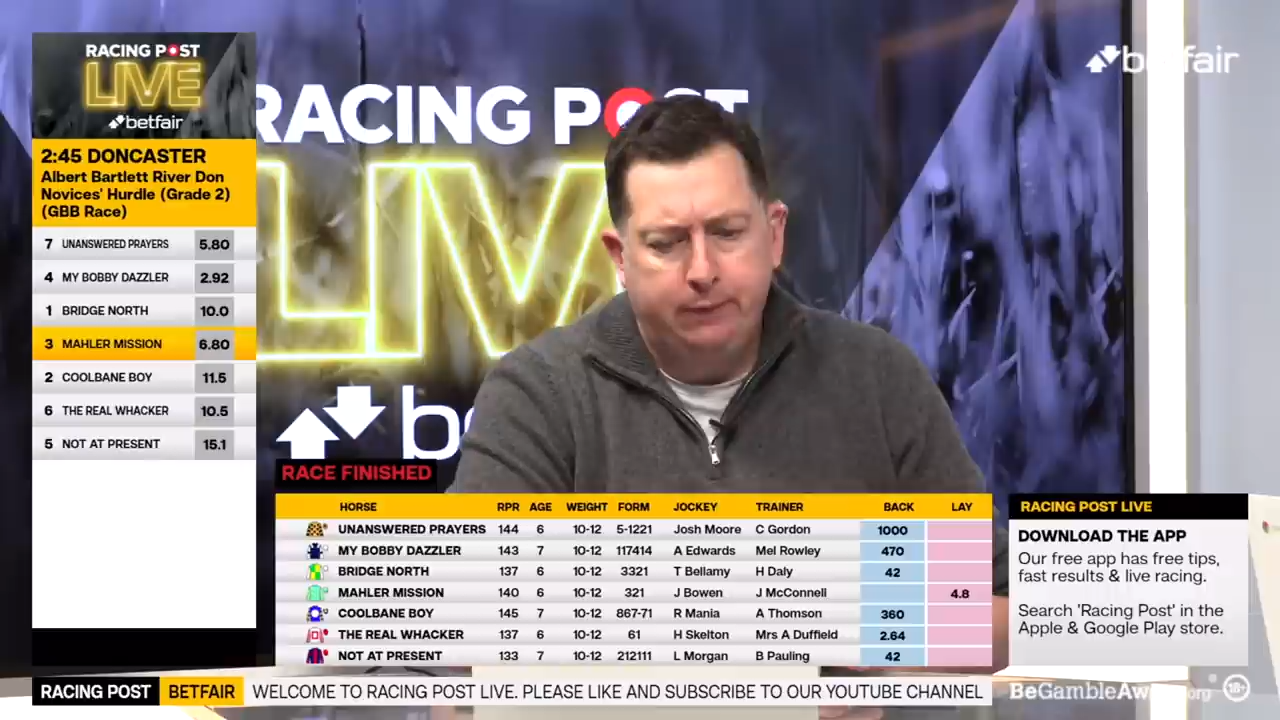 RACING POST
LIVE
betfair
2:45 DONCASTER
Albert Bartlett River Don
Novices' Hurdle (Grade 2)
(GBB Race)
7 UNANSWERED PRAYERS 5.80
4 MY BOBBY DAZZLER 2.92
1 BRIDGE NORTH 10.0
3 MAHLER MISSION 6.80
2 COOLBANE BOY 11.5
6 THE REAL WHACKER 10.5
5 NOT AT PRESENT 15.1
RACING POST
LIV
be
betfair
RACE FINISHED
HORSE RPR AGE WEIGHT FORM JOCKEY TRAINER BACK LAY
UNANSWERED PRAYERS 144 6 10-12 5-1221 Josh Moore C Gordon 1000
MY BOBBY DAZZLER 143 7 10-12 117414 A Edwards Mel Rowley 470
BRIDGE NORTH 137 6 10-12 3321 T Bellamy H Daly 42
MAHLER MISSION 140 6 10-12 321 J Bowen J McConnell 4.8
COOLBANE BOY 145 7 10-12 867-71 R Mania A Thomson 360
THE REAL WHACKER 137 6 10-12 61 H Skelton Mrs A Duffield 2.64
NOT AT PRESENT 133 7 10-12 212111 L Morgan B Pauling 42
RACING POST LIVE
DOWNLOAD THE APP
Our free app has free tips,
fast results & live racing.
Search 'Racing Post' in the
Apple & Google Play store.
RACING POST BETFAIR WELCOME TO RACING POST LIVE. PLEASE LIKE AND SUBSCRIBE TO OUR YOUTUBE CHANNEL
BeGambleAware.org 18+